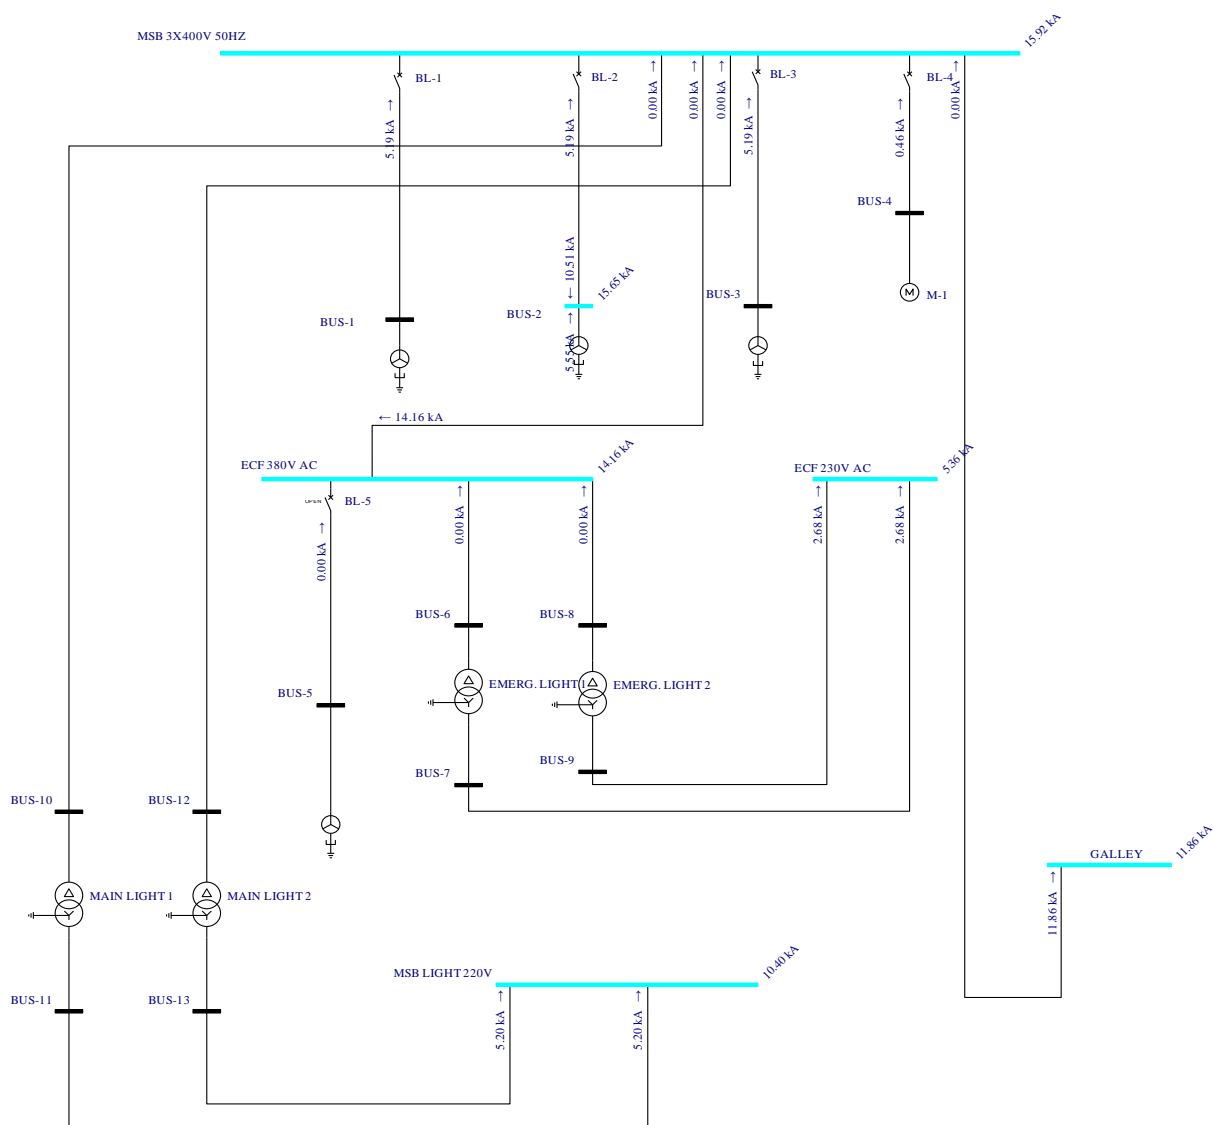 15.92 kA
MSB 3X400V 50HZ
BL-1
BL-2
BL-3
BL-4
5.19 kA →
5.19 kA →
0.00 kA →
0.00 kA →
0.00 kA →
5.19 kA →
0.46 kA →
0.00 kA →
BUS-4
M
M-1
← 10.51 kA
15.65 kA
BUS-1
BUS-2
BUS-3
5.55 kA →
← 14.16 kA
ECF 380V AC
14.16 kA
ECF 230V AC
5.36 kA
OPEN
BL-5
0.00 kA →
0.00 kA →
0.00 kA →
2.68 kA →
2.68 kA →
BUS-6
BUS-8
EMERG. LIGHT 1
EMERG. LIGHT 2
BUS-5
BUS-7
BUS-9
BUS-10
BUS-12
MAIN LIGHT 1
MAIN LIGHT 2
GALLEY
11.86 kA
11.86 kA →
MSB LIGHT 220V
10.40 kA
BUS-11
BUS-13
5.20 kA →
5.20 kA →